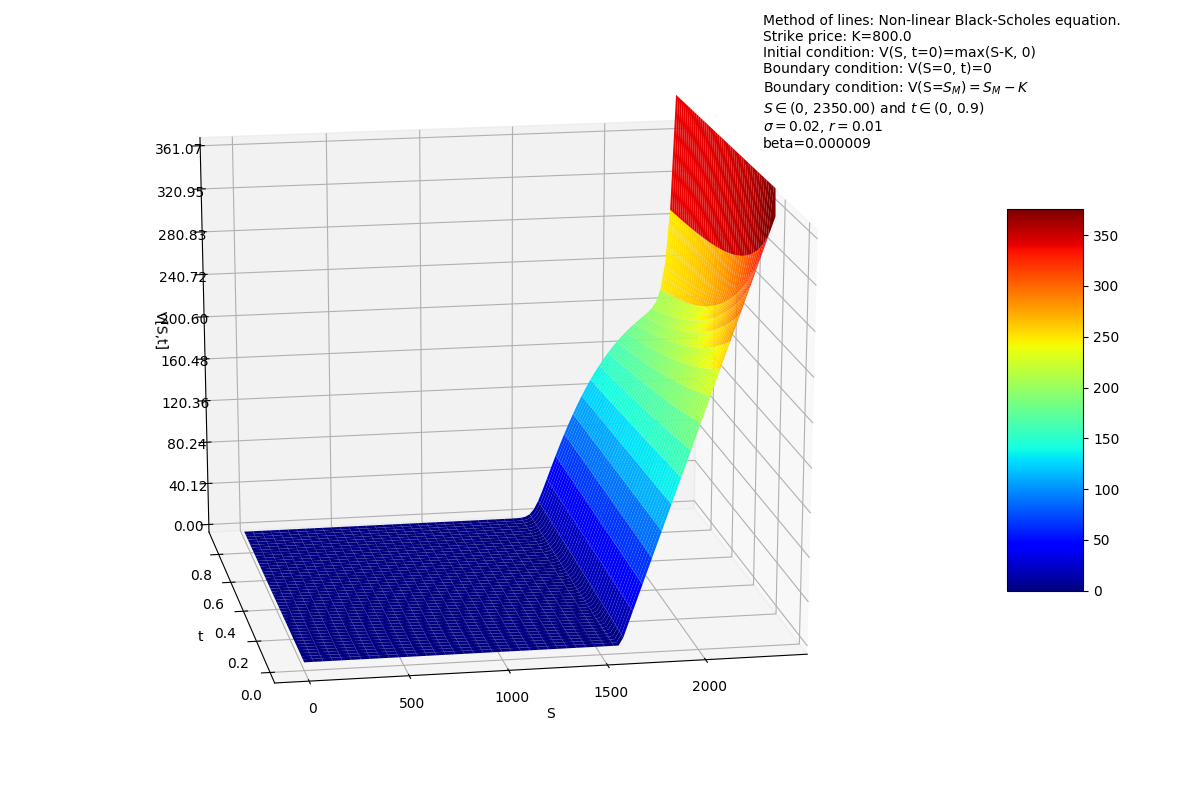 Method of lines: Non-linear Black-Scholes equation.
Strike price: K=800.0
Initial condition: V(S, t=0)=max(S-K, 0)
Boundary condition: V(S=0, t)=0
Boundary condition: V(S=$S_M$) = $S_M − K$
S ∈ (0, 2350.00) and t ∈ (0, 0.9)
σ = 0.02, r = 0.01
beta=0.000009
361.07
320.95
280.83
240.72
200.60
160.48
120.36
80.24
40.12
0.00
V[S,t]
0.8
0.6
0.4
0.2
0.0
t
0
500
1000
1500
2000
S
350
300
250
200
150
100
50
0